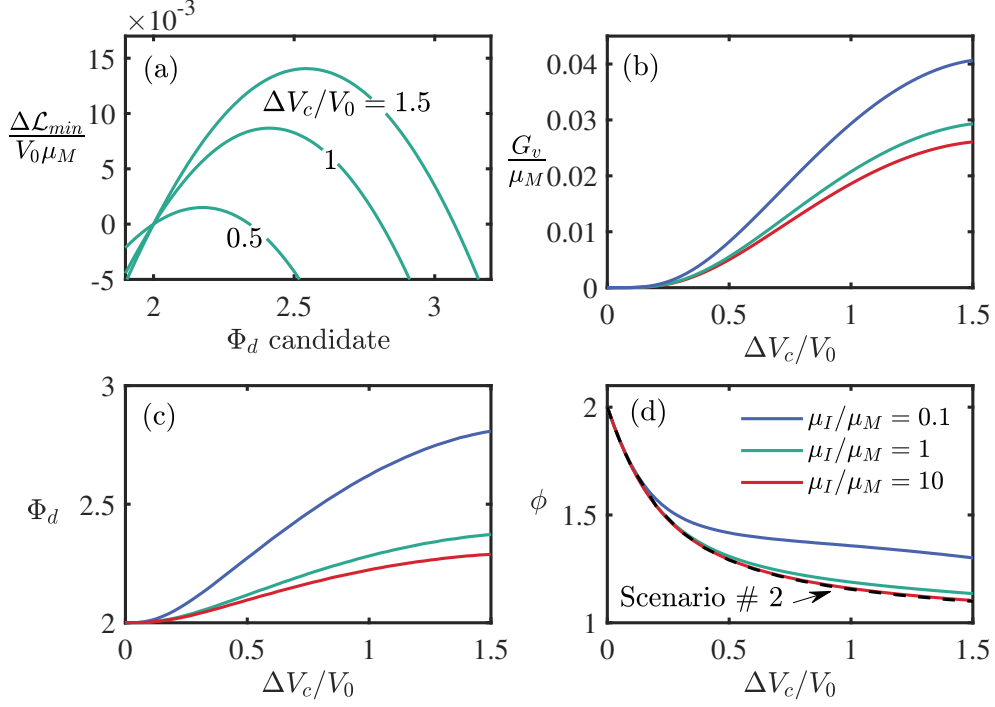 ×10⁻³
(a)
15
10
5
0
-5
ΔV_c/V_0 = 1.5
1
0.5
Δℒ_min/V_0μ_M
2
2.5
3
Φ_d candidate
(b)
0.04
0.03
0.02
0.01
0
G_v/μ_M
0
0.5
1
1.5
ΔV_c/V_0
(c)
3
2.5
2
Φ_d
0
0.5
1
1.5
ΔV_c/V_0
(d)
2
1.5
1
ϕ
μ_I/μ_M = 0.1
μ_I/μ_M = 1
μ_I/μ_M = 10
Scenario # 2
0
0.5
1
1.5
ΔV_c/V_0